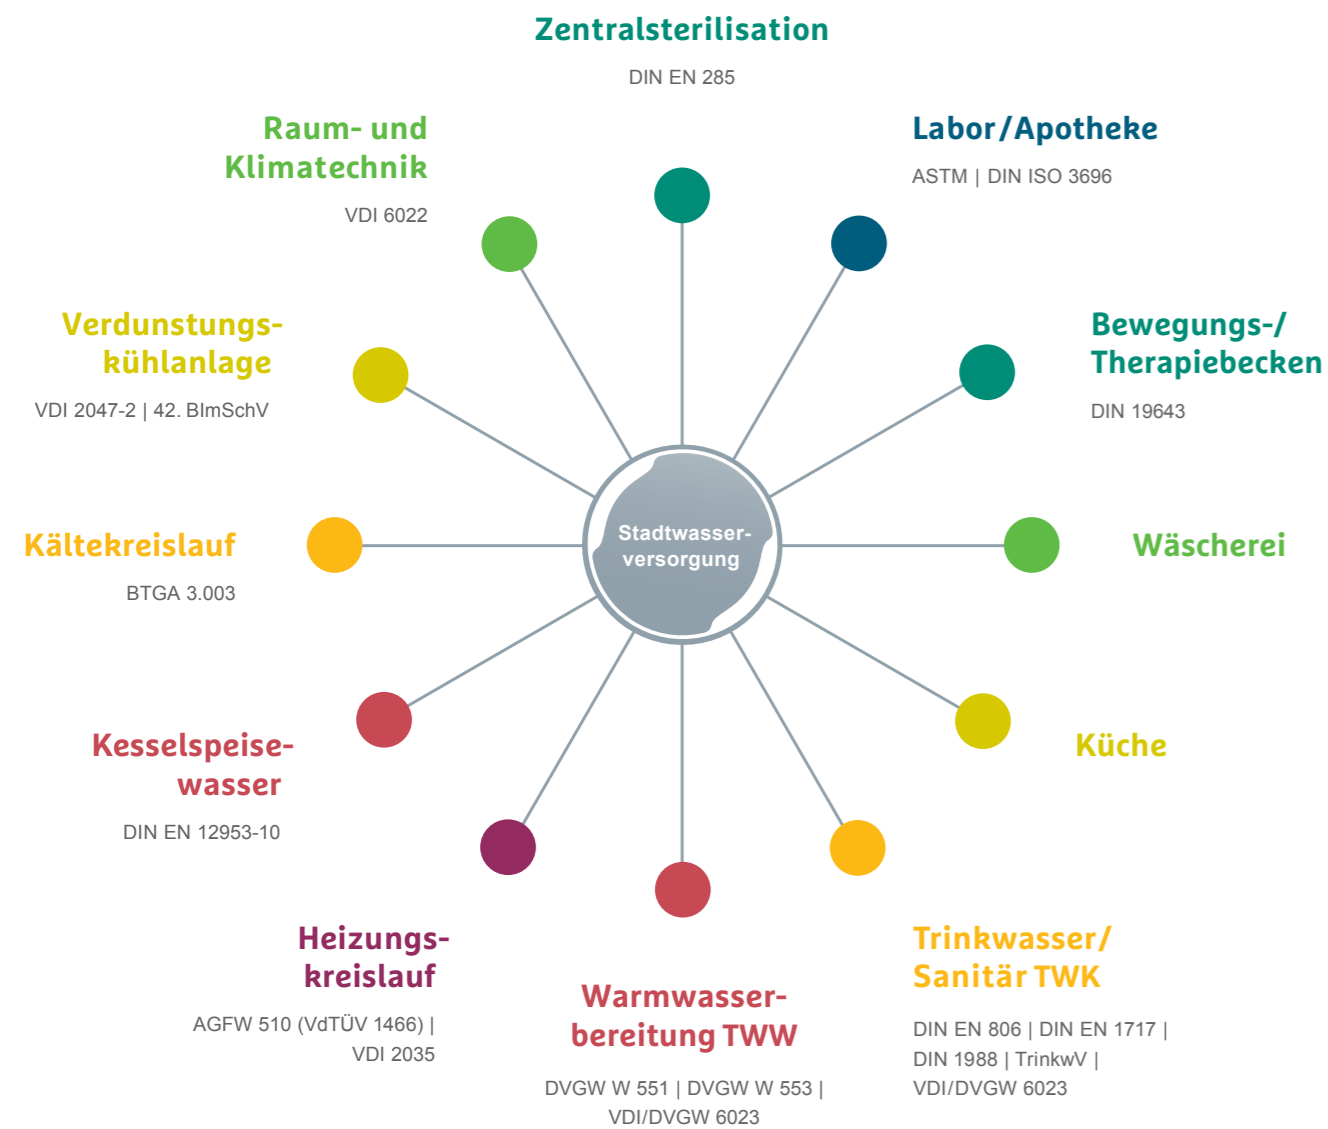 Zentralsterilisation
DIN EN 285
Labor/Apotheke
ASTM | DIN ISO 3696
Bewegungs-/
Therapiebecken
DIN 19643
Wäscherei
Küche
Trinkwasser/
Sanitär TWK
DIN EN 806 | DIN EN 1717 |
DIN 1988 | TrinkwV |
VDI/DVGW 6023
Warmwasser-
bereitung TWW
DVGW W 551 | DVGW W 553 |
VDI/DVGW 6023
Heizungs-
kreislauf
AGFW 510 (VdTÜV 1466) |
VDI 2035
Kesselspeise-
wasser
DIN EN 12953-10
Kältekreislauf
BTGA 3.003
Verdunstungs-
kühlanlage
VDI 2047-2 | 42. BImSchV
Raum- und
Klimatechnik
VDI 6022
Stadtwasser-
versorgung